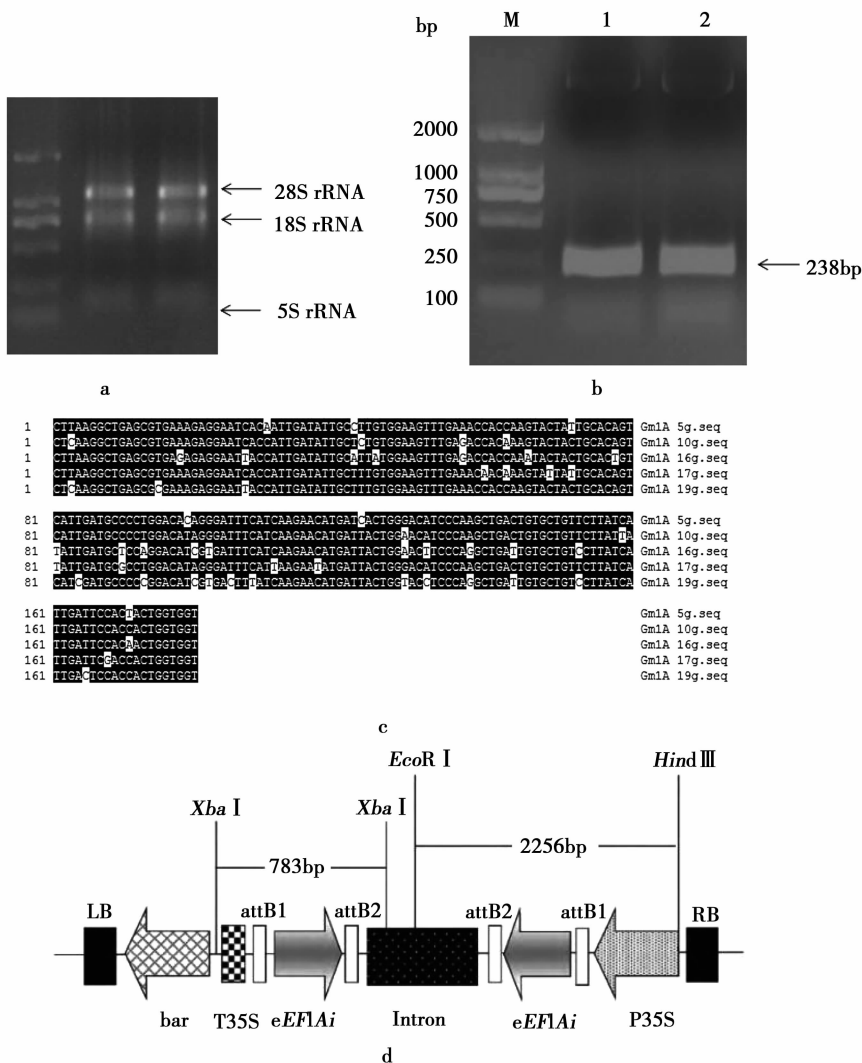 bp M 1 2
2000
1000
750
500
250
100
28S rRNA
18S rRNA
5S rRNA
238bp
a
b
1 CTTAAGGCTGAGCGTGAAAGAGGAATCACAATTGATATTGCCTTGTGGAAGTTTGAAACCACCAAGTACTATTGCACAGT Gm1A 5g.seq
1 CTCAAGGCTGAGCGTGAAAGAGGAATCACCATTGATATTGCTCTGTGGAAGTTTGAGACCACAAAGTACTACTGCACAGT Gm1A 10g.seq
1 CTTAAGGCTGAGCGTGAGAGAGGAATTACCATTGATATTGCATTATGGAAGTTTGAGACCACCAAATACTACTGCACTGT Gm1A 16g.seq
1 CTTAAGGCTGAGCGTGAAAGAGGAATCACCATTGATATTGCTTTGTGGAAGTTTGAAACAACAAAGTATTATTGCACAGT Gm1A 17g.seq
1 CTCAAGGCTGAGCGCGAAAGAGGAATTACCATTGATATTGCTTTGTGGAAGTTTGAAACCACCAAGTACTACTGCACAGT Gm1A 19g.seq
81 CATTGATGCCCCTGGACACAGGGATTTCATCAAGAACATGATCACTGGGACATCCCAAGCTGACTGTGCTGTTCTTATCA Gm1A 5g.seq
81 CATTGATGCCCCTGGACATAGGGATTTCATCAAGAACATGATTACTGGAACATCCCAAGCTGACTGTGCTGTTCTTATTA Gm1A 10g.seq
81 TATTGATGCTCCAGGACATCGTGATTTCATCAAGAACATGATTACTGGAACTTCCCAGGCTGATTGTGCTGTCCTTATCA Gm1A 16g.seq
81 TATTGATGCGCCTGGACATAGGGATTTCATTAAGAATATGATTACTGGGACATCCCAAGCTGACTGTGCTGTTCTTATCA Gm1A 17g.seq
81 CATCGATGCCCCCGGACATCGTGACTTTATCAAGAACATGATTACTGGTACCTCCCAGGCTGATTGTGCTGTCCTTATCA Gm1A 19g.seq
161 TTGATTCCACTACTGGTGGT Gm1A 5g.seq
161 TTGATTCCACCACTGGTGGT Gm1A 10g.seq
161 TTGATTCCACAACTGGTGGT Gm1A 16g.seq
161 TTGATTCGACCACTGGTGGT Gm1A 17g.seq
161 TTGACTCCACCACTGGTGGT Gm1A 19g.seq
c
EcoR Ⅰ Hind Ⅲ
Xba Ⅰ Xba Ⅰ
783bp 2256bp
LB attB1 attB2 attB2 attB1 RB
bar T35S eEF1Ai Intron eEF1Ai P35S
d